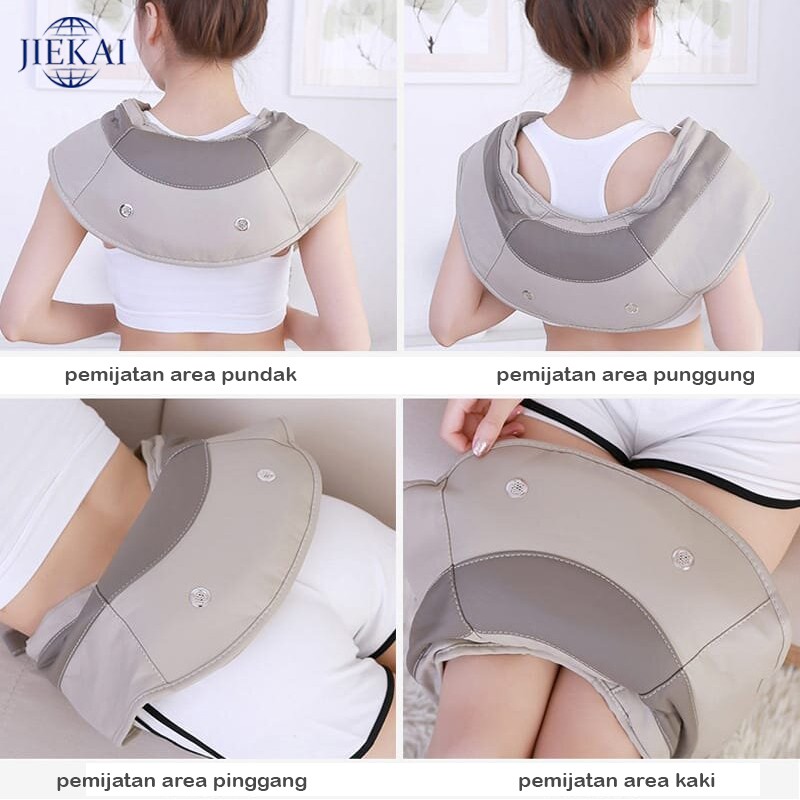 JIEKAI
pemijatan area pundak
pemijatan area punggung
pemijatan area pinggang
pemijatan area kaki